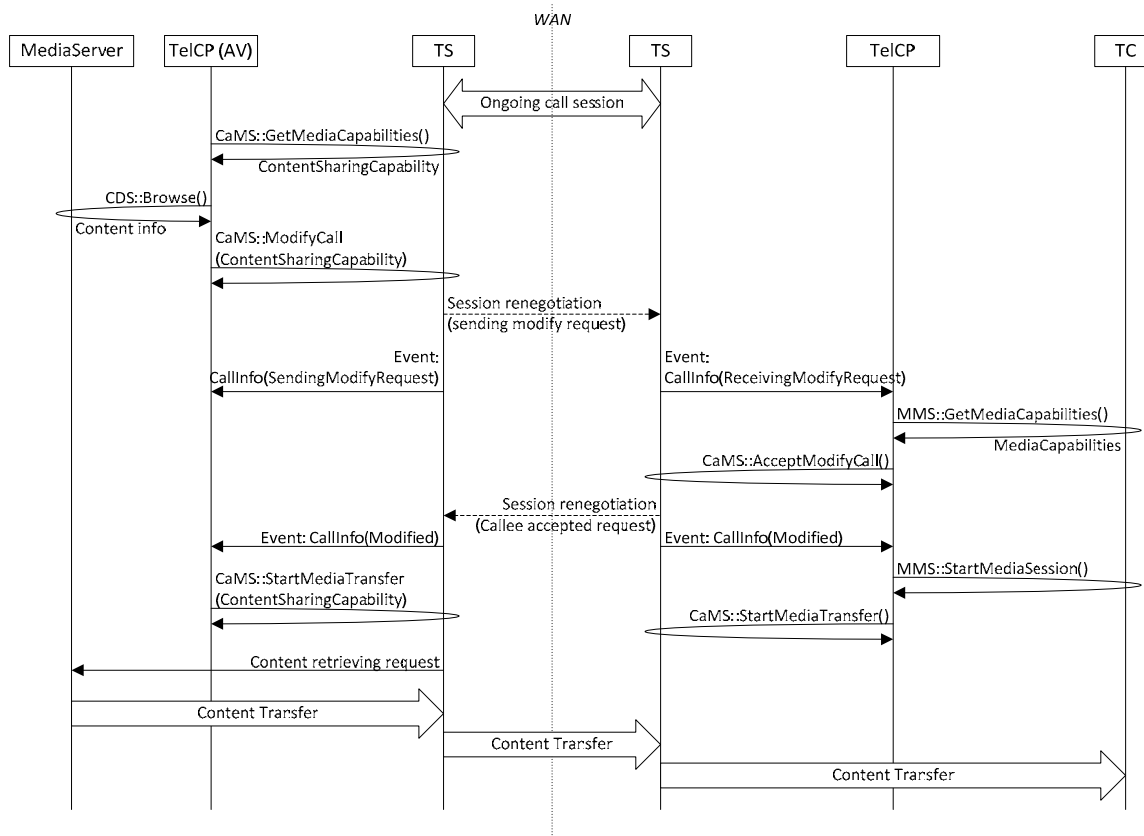 WAN
MediaServer
TelCP (AV)
TS
TS
TelCP
TC
Ongoing call session
CaMS::GetMediaCapabilities()
ContentSharingCapability
CDS::Browse()
Content info
CaMS::ModifyCall
(ContentSharingCapability)
Session renegotiation
(sending modify request)
Event:
CallInfo(SendingModifyRequest)
Event:
CallInfo(ReceivingModifyRequest)
MMS::GetMediaCapabilities()
MediaCapabilities
CaMS::AcceptModifyCall()
Session renegotiation
(Callee accepted request)
Event: CallInfo(Modified)
Event: CallInfo(Modified)
MMS::StartMediaSession()
CaMS::StartMediaTransfer
(ContentSharingCapability)
CaMS::StartMediaTransfer()
Content retrieving request
Content Transfer
Content Transfer
Content Transfer